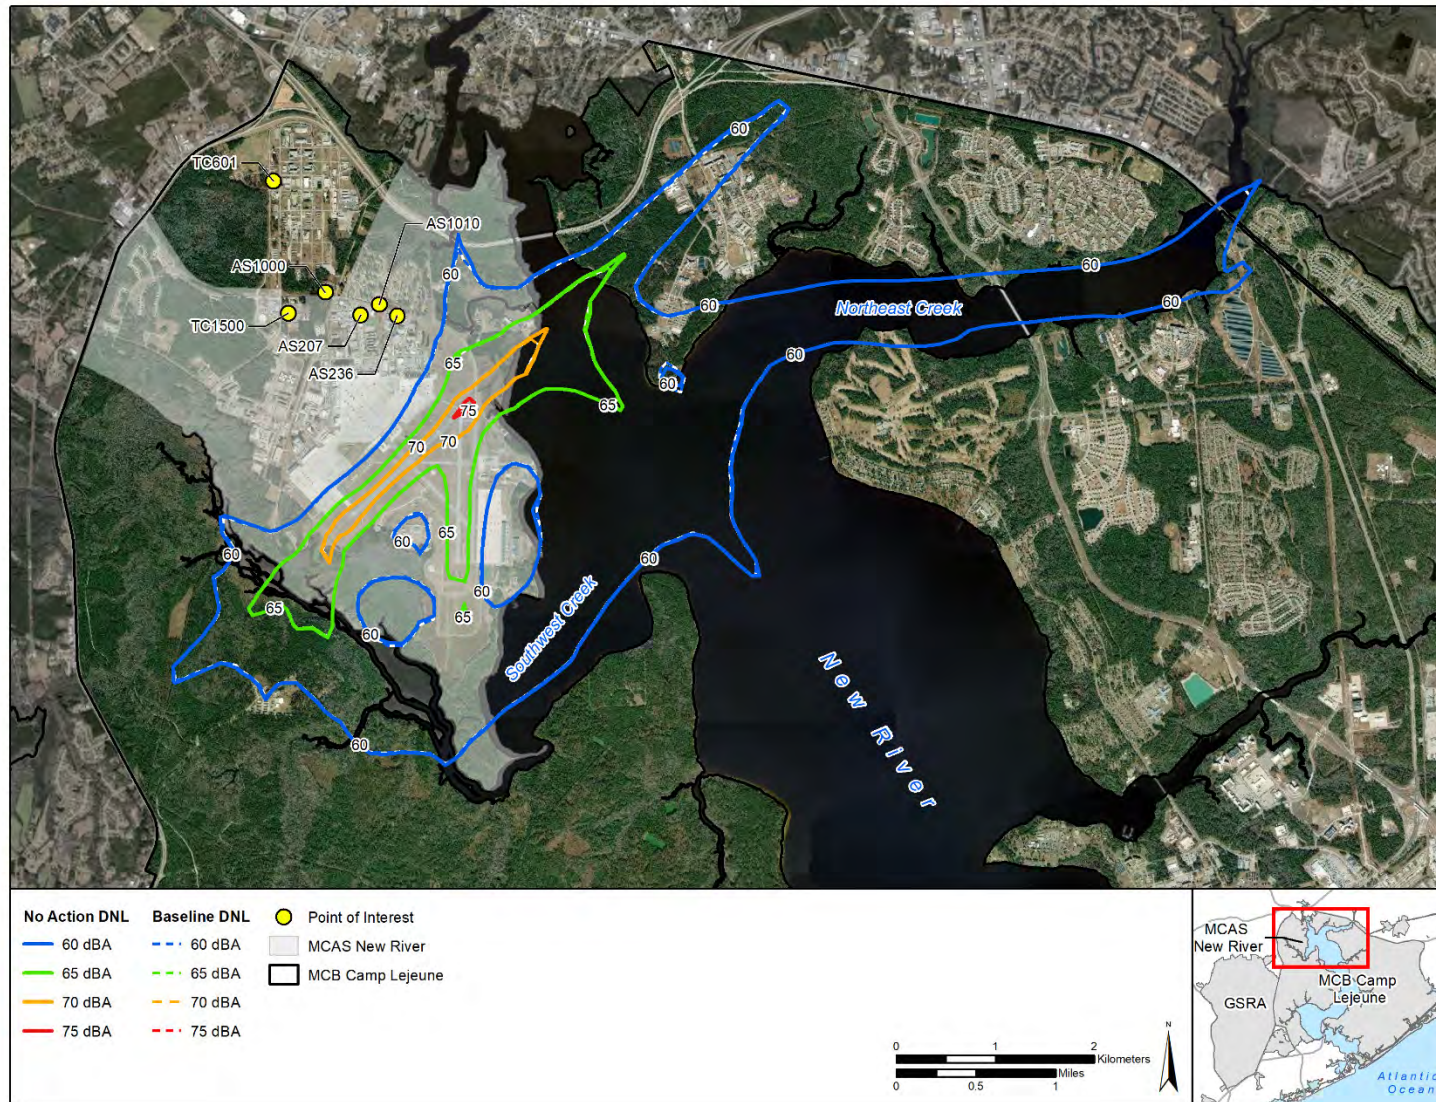 60
TC601
AS1010
60
60
AS1000
60
60
60
Northeast Creek
TC1500
AS207
AS236
65
60
60
65
75
70
70
60
65
60
60
65
65
60
60
Southwest Creek
60
New River
No Action DNL
60 dBA
65 dBA
70 dBA
75 dBA
Baseline DNL
60 dBA
65 dBA
70 dBA
75 dBA
Point of Interest
MCAS New River
MCB Camp Lejeune
0 1 2
Kilometers
Miles
0 0.5 1
N
MCAS
New River
MCB Camp
Lejeune
GSRA
Atlantic
Ocean